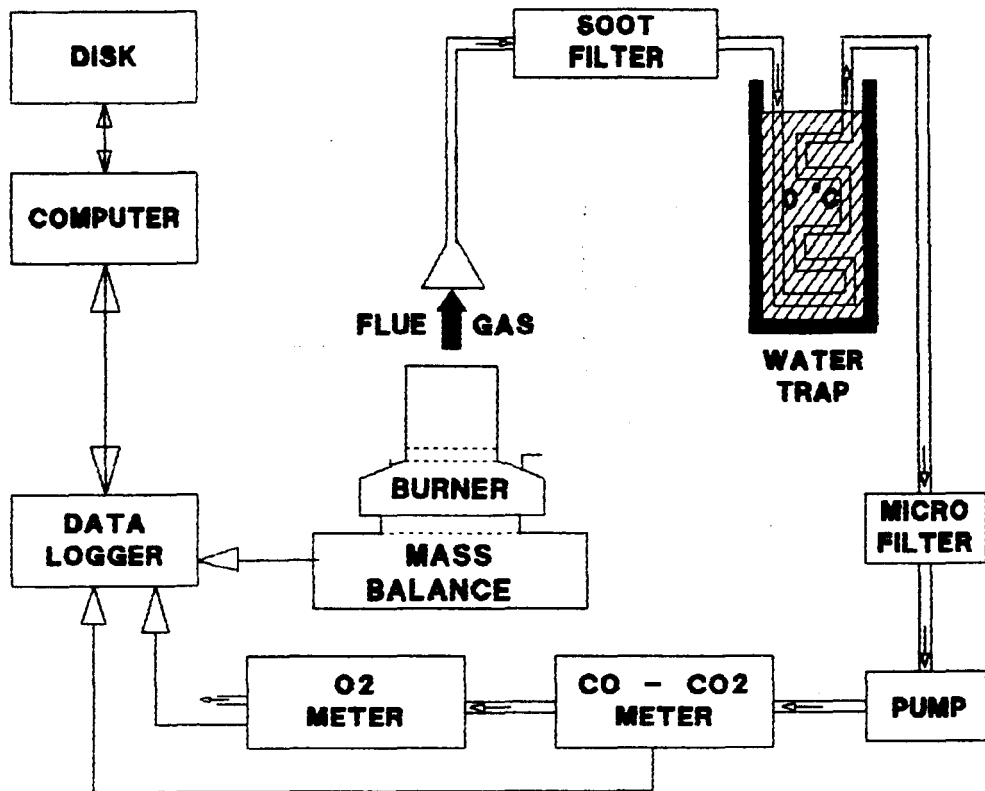 SOOT
FILTER
DISK
COMPUTER
0 °C
FLUE GAS
WATER
TRAP
BURNER
MICRO
FILTER
DATA
LOGGER
MASS
BALANCE
O2
METER
CO - CO2
METER
PUMP